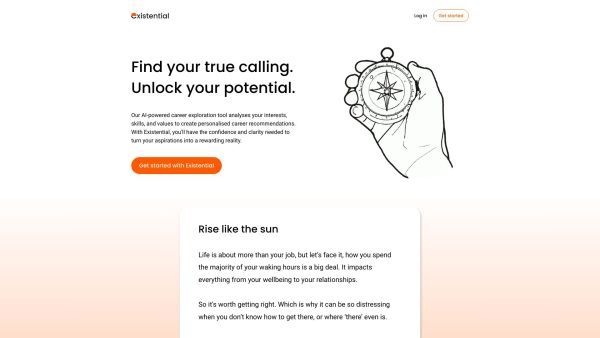 existential
Log in
Get started
Find your true calling.
Unlock your potential.
Our AI-powered career exploration tool analyses your interests,
skills, and values to create personalised career recommendations.
With Existential, you'll have the confidence and clarity needed to
turn your aspirations into a rewarding reality.
Get started with Existential
Rise like the sun
Life is about more than your job, but let's face it, how you spend
the majority of your waking hours is a big deal. It impacts
everything from your wellbeing to your relationships.
So it's worth getting right. Which is why it can be so distressing
when you don't know how to get there, or where 'there' even is.